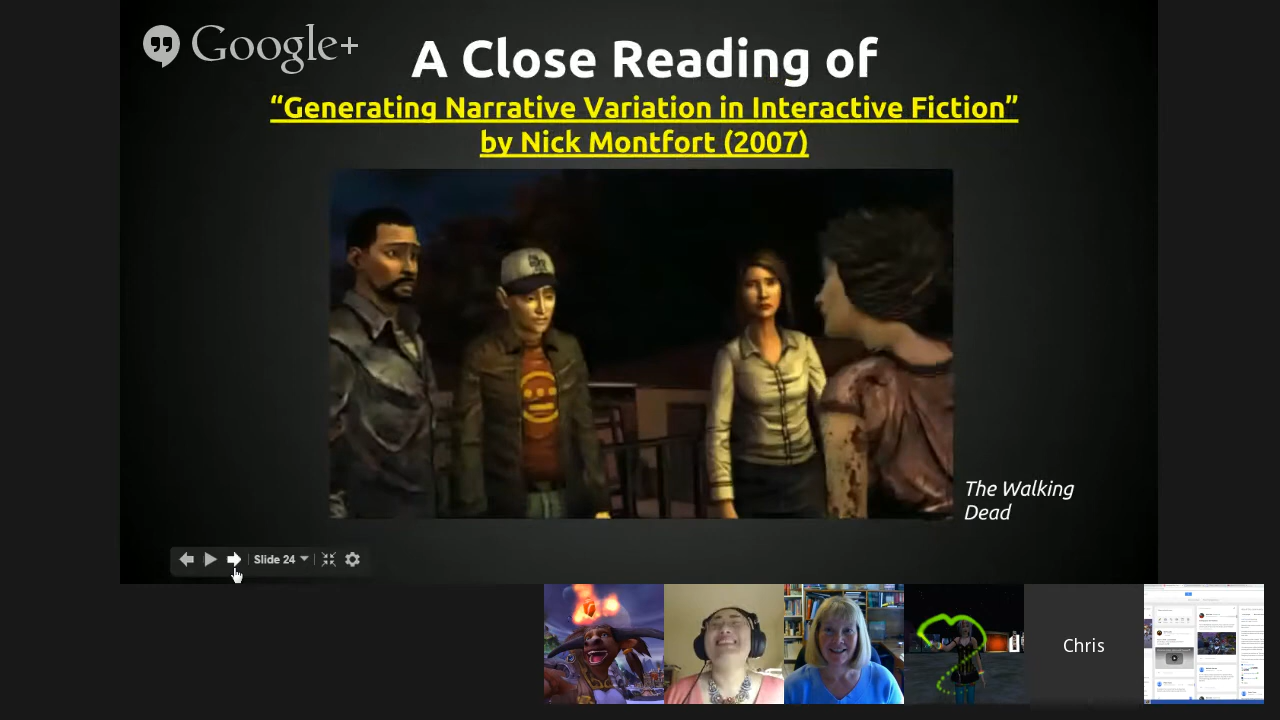 Google+
A Close Reading of
“Generating Narrative Variation in Interactive Fiction”
by Nick Montfort (2007)
The Walking
Dead
Slide 24
Chris